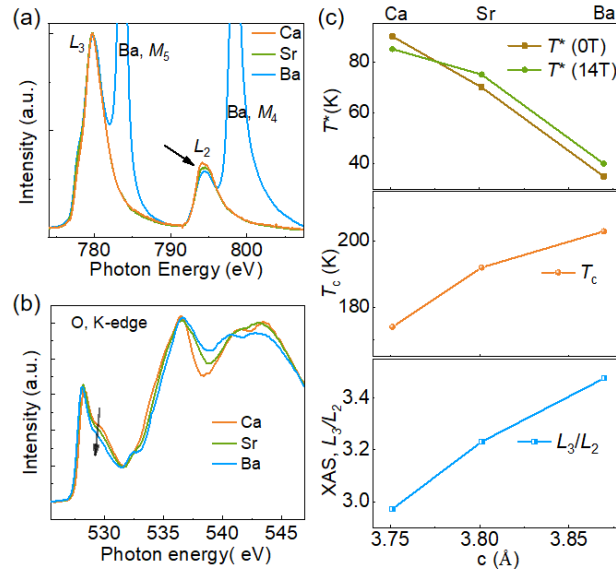 (a)
L3
Ba, M5
Ca
Sr
Ba
Ba, M4
L2
Intensity (a.u.)
780
790
800
Photon Energy (eV)
(b)
O, K-edge
Ca
Sr
Ba
Intensity (a.u.)
530
535
540
545
Photon energy( eV)
(c)
Ca
Sr
Ba
T* (0T)
T* (14T)
80
60
40
T*(K)
200
180
Tc (K)
Tc
3.4
3.2
3.0
XAS, L3/L2
L3/L2
3.75
3.80
3.85
c (Å)